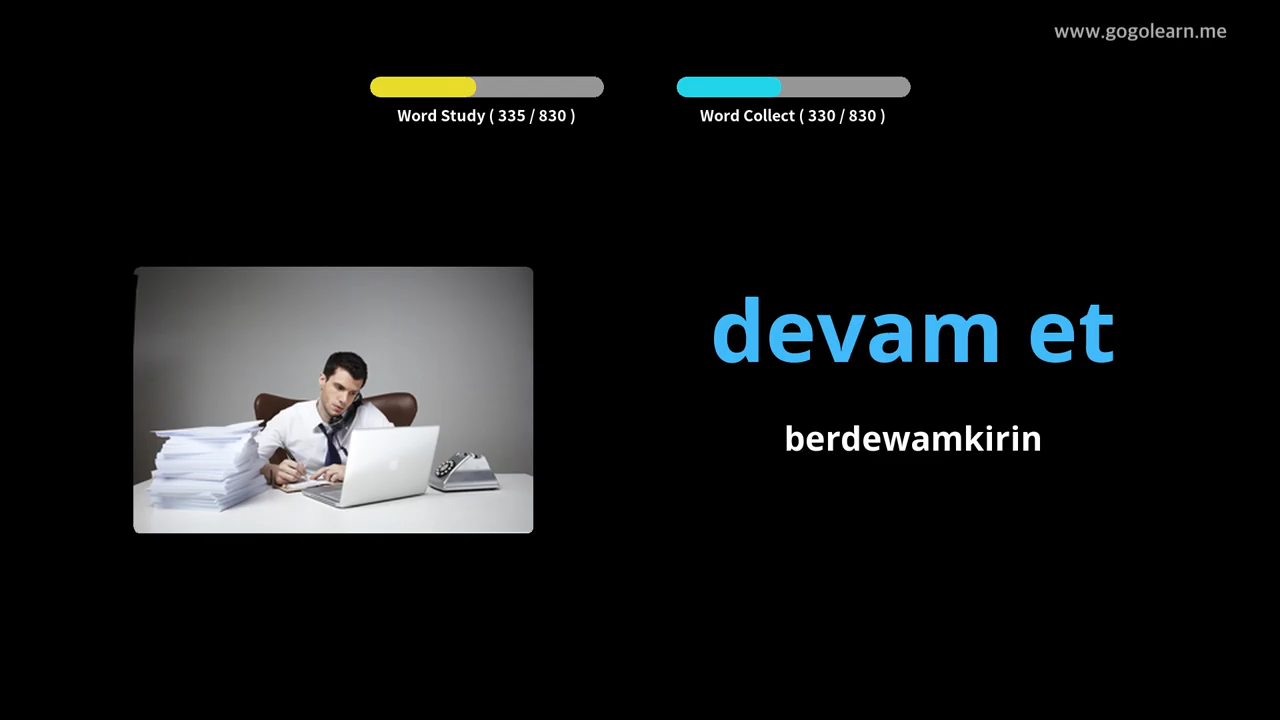 www.gogolearn.me
Word Study ( 335 / 830 )
Word Collect ( 330 / 830 )
devam et
berdewamkirin